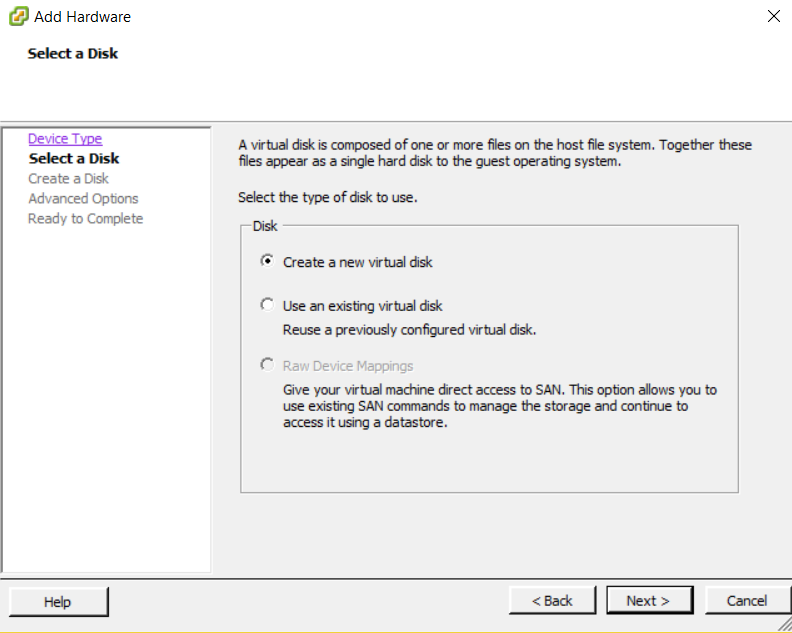 Add Hardware
Select a Disk
Device Type
Select a Disk
Create a Disk
Advanced Options
Ready to Complete
A virtual disk is composed of one or more files on the host file system. Together these
files appear as a single hard disk to the guest operating system.
Select the type of disk to use.
Disk
Create a new virtual disk
Use an existing virtual disk
Reuse a previously configured virtual disk.
Raw Device Mappings
Give your virtual machine direct access to SAN. This option allows you to
use existing SAN commands to manage the storage and continue to
access it using a datastore.
Help
< Back
Next >
Cancel